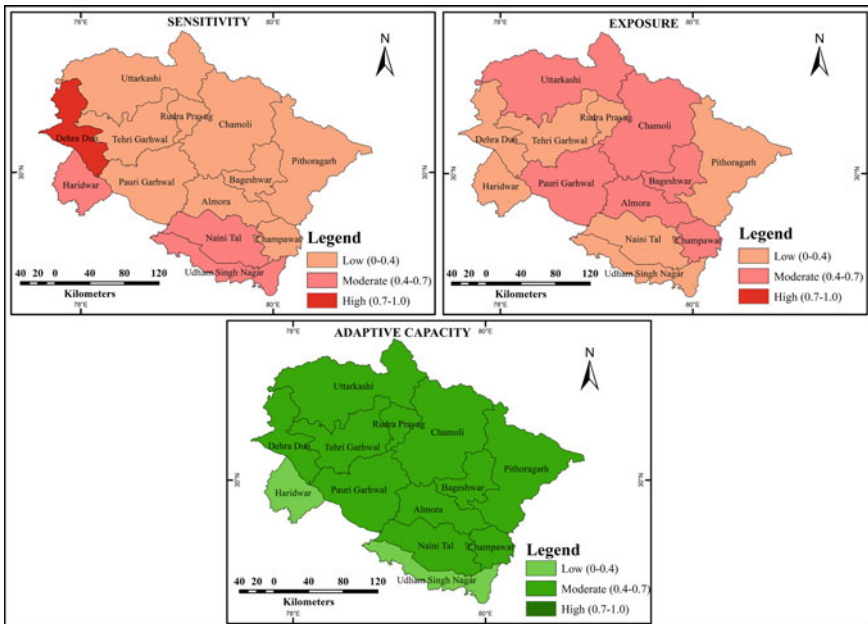 SENSITIVITY
78°E
80°E
N
Uttarkashi
Rudra Prayag
Chamoli
Dehra Dun
Tehri Garhwal
Pithoragarh
30°N
30°N
Haridwar
Pauri Garhwal
Bageshwar
Almora
Naini Tal
Champawat
Udham Singh Nagar
Legend
Low (0-0.4)
Moderate (0.4-0.7)
High (0.7-1.0)
40 20 0 40 80 120
Kilometers
78°E
80°E
EXPOSURE
78°E
80°E
N
Uttarkashi
Rudra Prayag
Chamoli
Dehra Dun
Tehri Garhwal
Pithoragarh
30°N
30°N
Haridwar
Pauri Garhwal
Bageshwar
Almora
Naini Tal
Champawat
Udham Singh Nagar
Legend
Low (0-0.4)
Moderate (0.4-0.7)
High (0.7-1.0)
40 20 0 40 80 120
Kilometers
78°E
80°E
ADAPTIVE CAPACITY
78°E
80°E
N
Uttarkashi
Rudra Prayag
Chamoli
Dehra Dun
Tehri Garhwal
Pithoragarh
30°N
30°N
Haridwar
Pauri Garhwal
Bageshwar
Almora
Naini Tal
Champawat
Udham Singh Nagar
Legend
Low (0-0.4)
Moderate (0.4-0.7)
High (0.7-1.0)
40 20 0 40 80 120
Kilometers
78°E
80°E